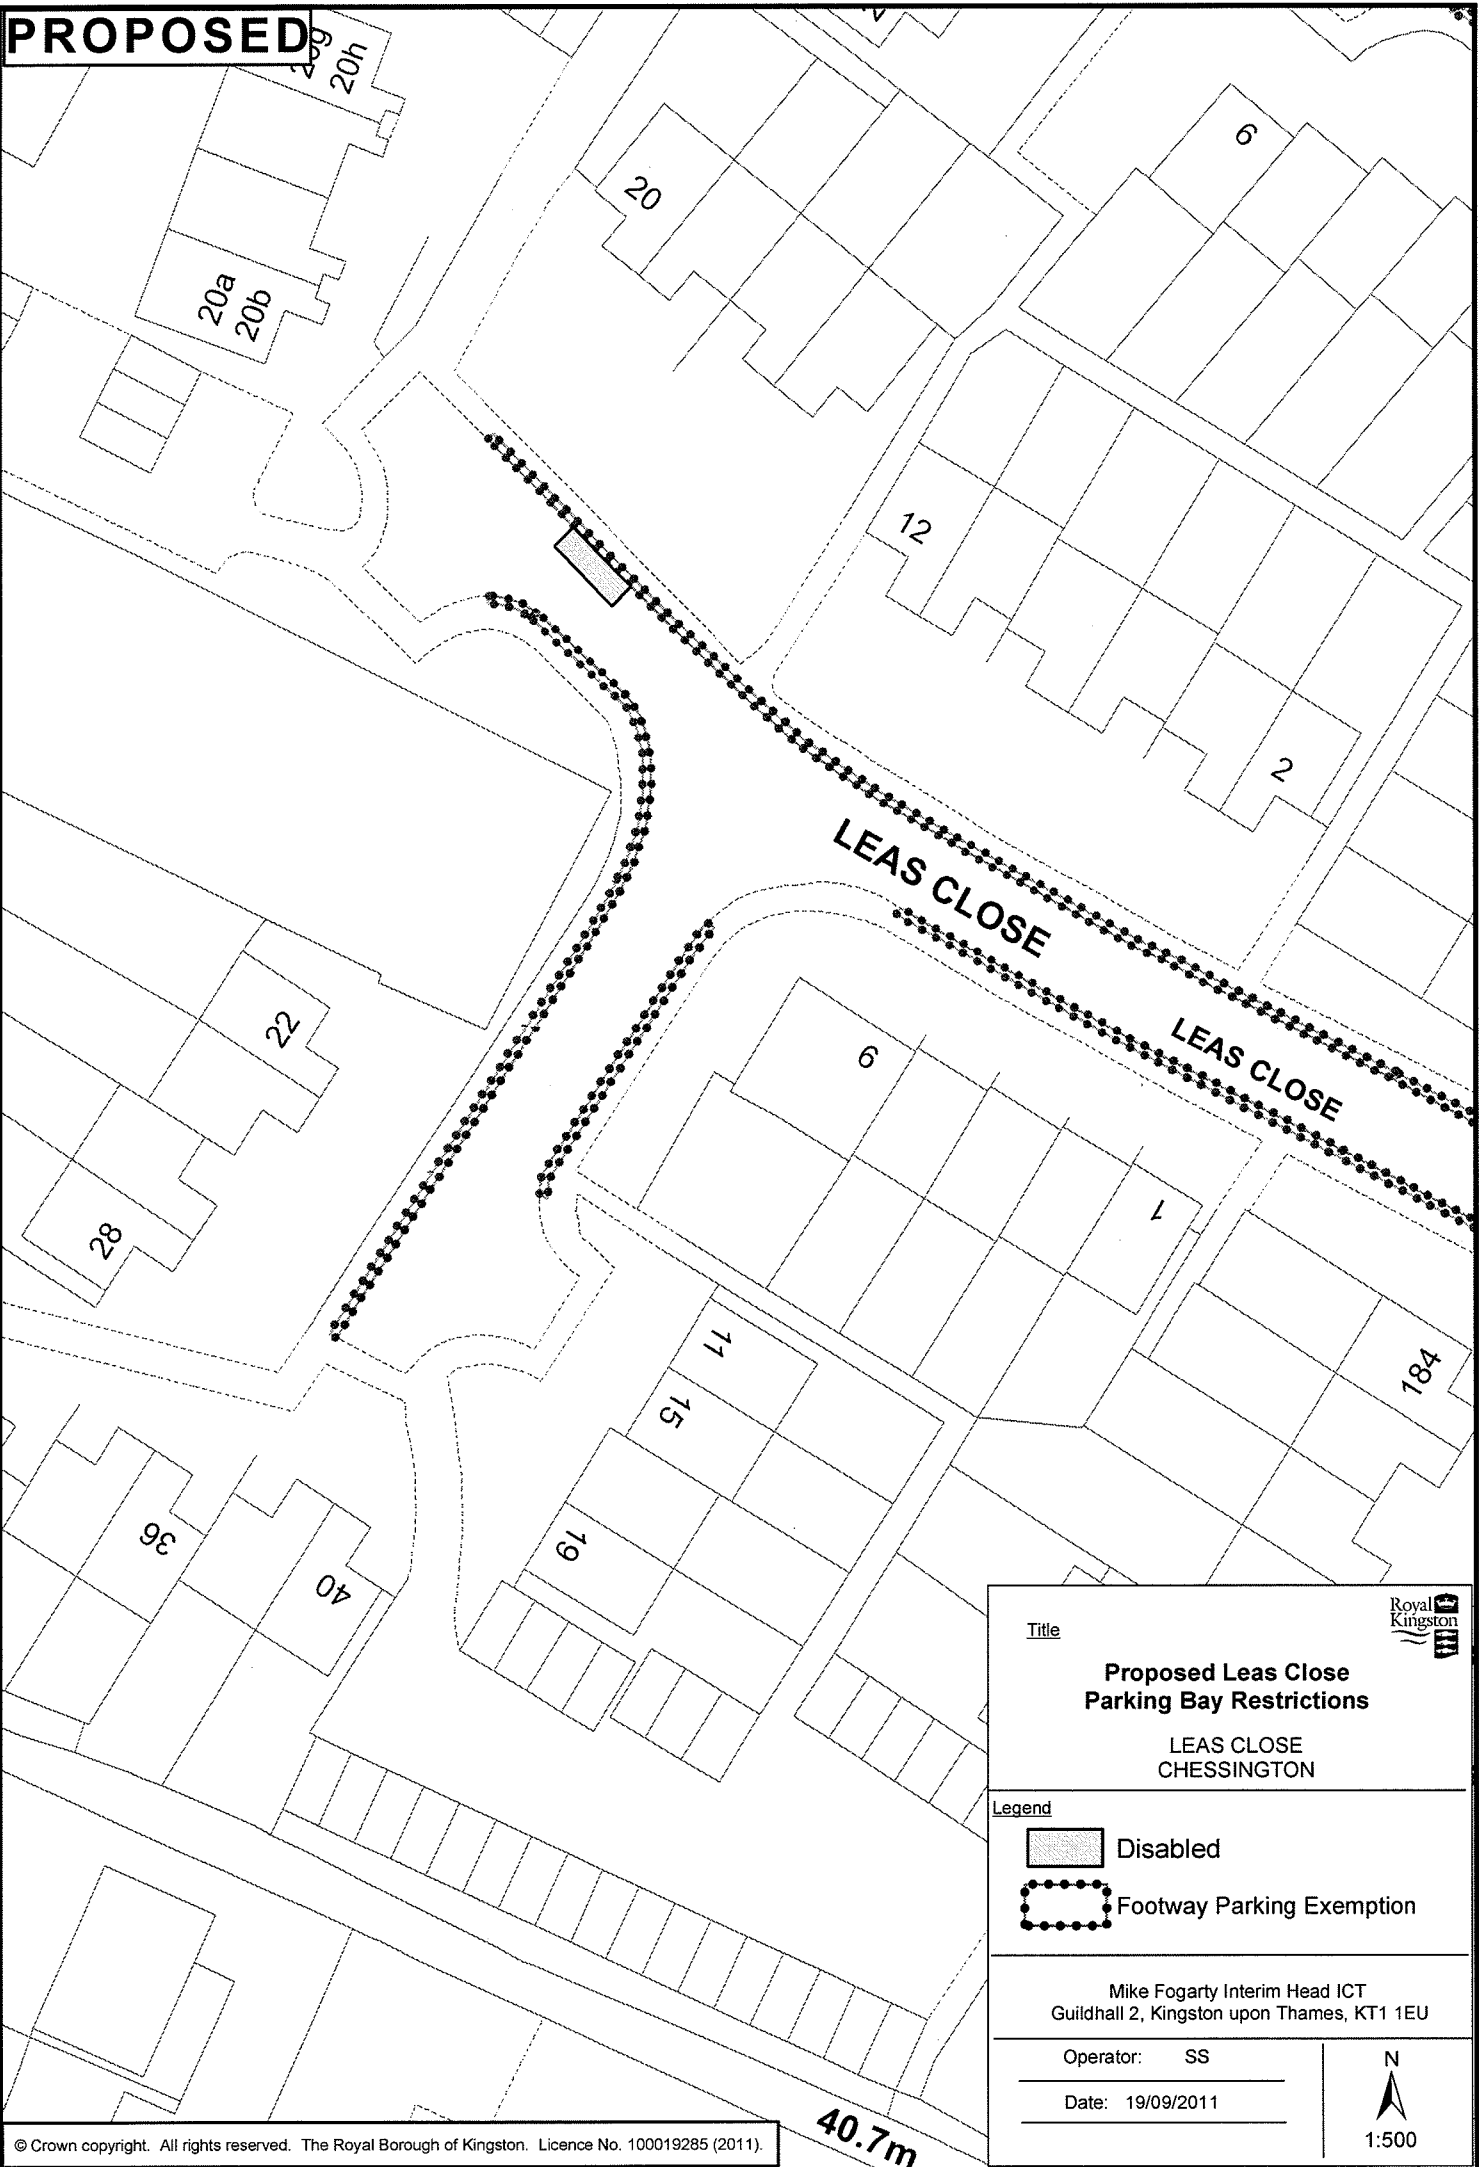 PROPOSED
20g
20h
20a
20b
20
6
12
2
LEAS CLOSE
LEAS CLOSE
22
28
9
1
11
15
19
184
36
40
40.7m
Royal
Kingston
Title
Proposed Leas Close
Parking Bay Restrictions
LEAS CLOSE
CHESSINGTON
Legend
Disabled
Footway Parking Exemption
Mike Fogarty Interim Head ICT
Guildhall 2, Kingston upon Thames, KT1 1EU
Operator: SS
Date: 19/09/2011
N
1:500
© Crown copyright. All rights reserved. The Royal Borough of Kingston. Licence No. 100019285 (2011).